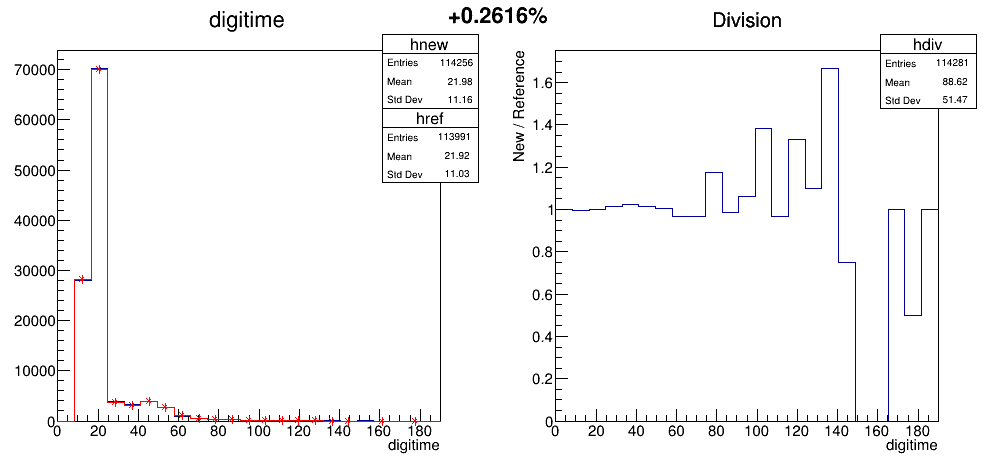 +0.2616%
digitime
hnew
Entries 114256
Mean 21.98
Std Dev 11.16
href
Entries 113991
Mean 21.92
Std Dev 11.03
70000
60000
50000
40000
30000
20000
10000
0
0 20 40 60 80 100 120 140 160 180
digitime
Division
hdiv
Entries 114281
Mean 88.62
Std Dev 51.47
New / Reference
1.6
1.4
1.2
1
0.8
0.6
0.4
0.2
0
0 20 40 60 80 100 120 140 160 180
digitime